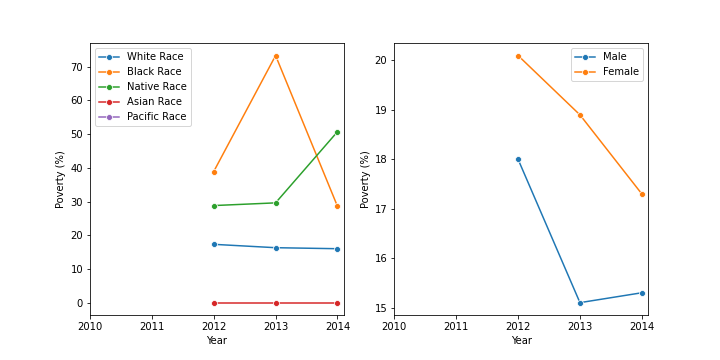 White Race
Black Race
Native Race
Asian Race
Pacific Race
70
60
50
40
30
20
10
0
Poverty (%)
2010 2011 2012 2013 2014
Year
Male
Female
20
19
18
17
16
15
Poverty (%)
2010 2011 2012 2013 2014
Year